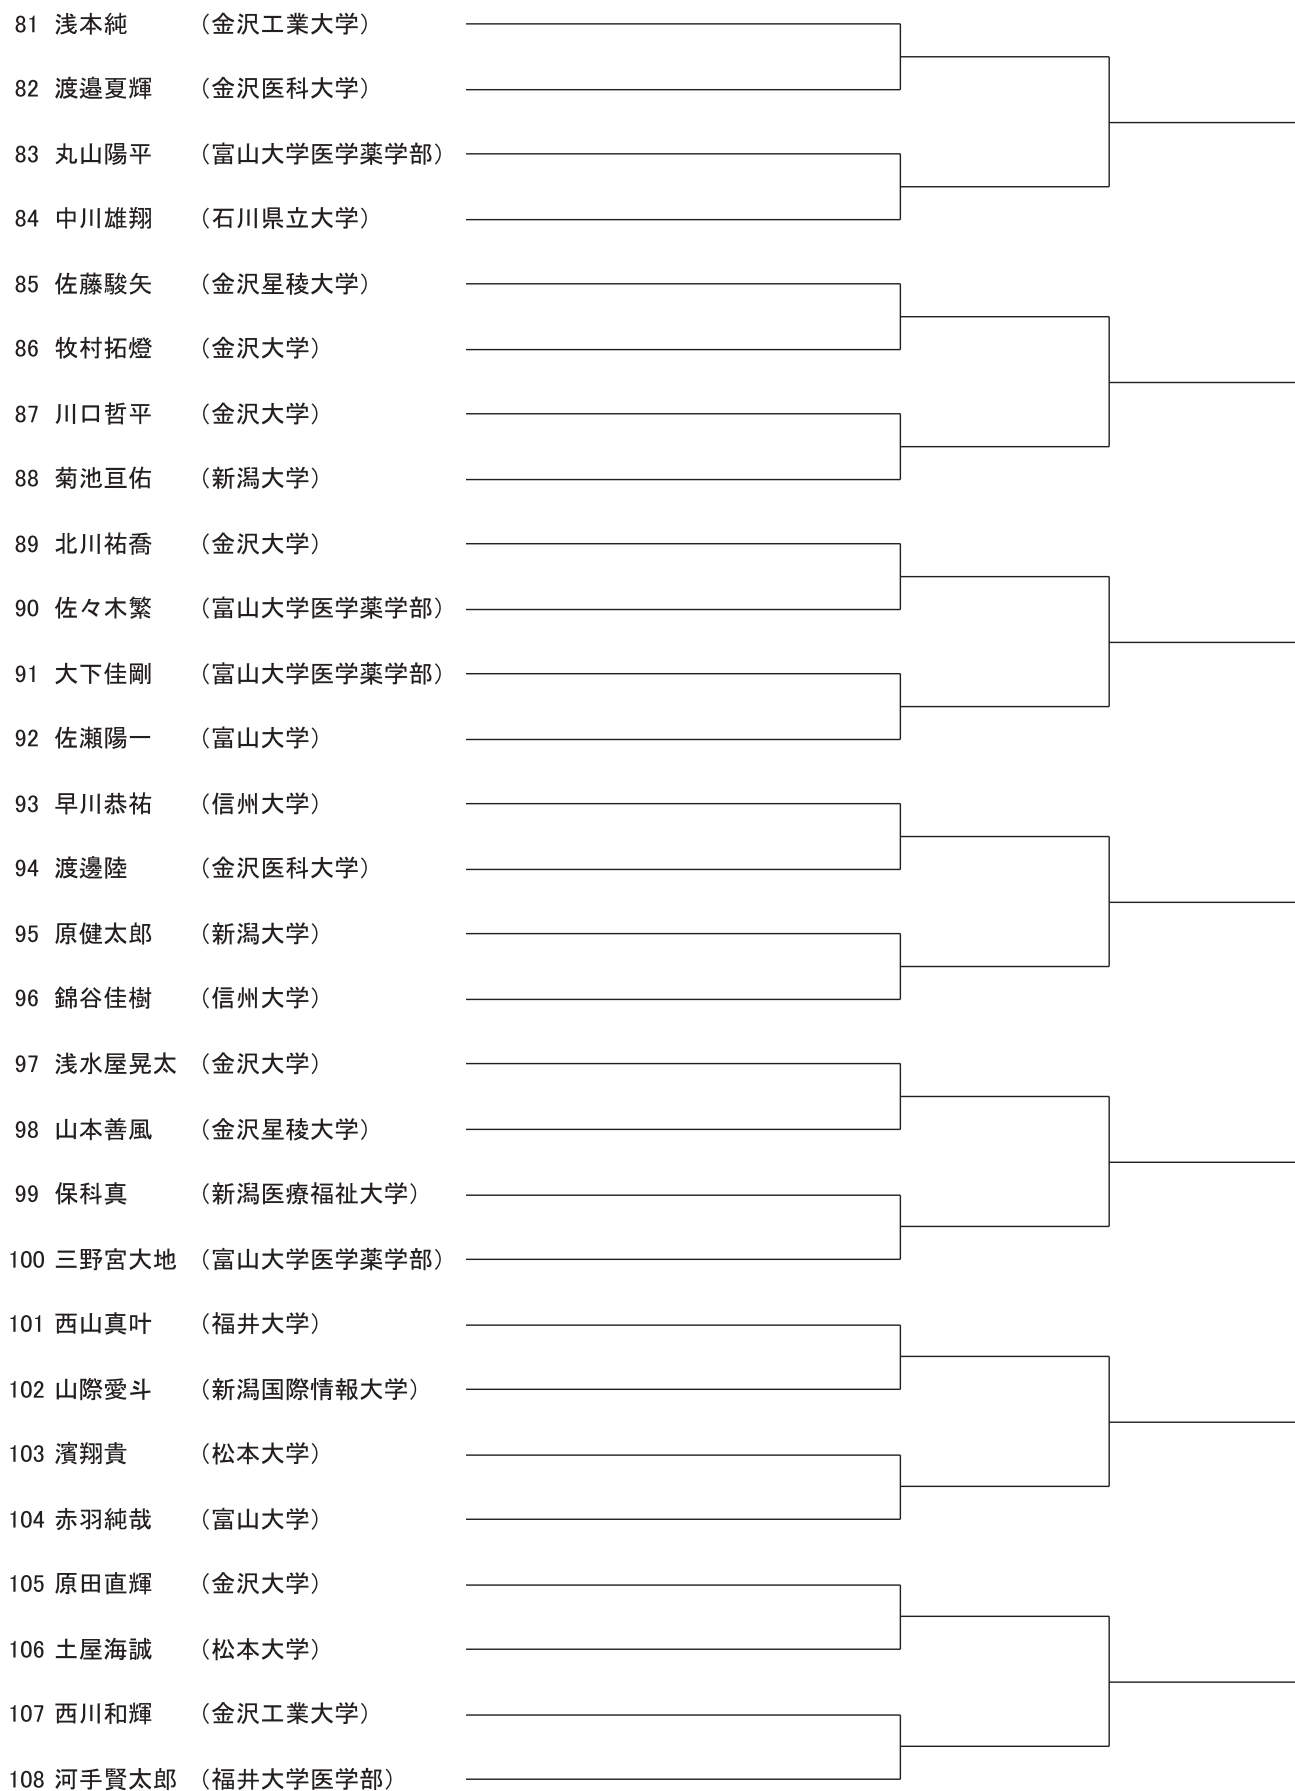 81 浅本純 （金沢工業大学）
82 渡邉夏輝 （金沢医科大学）
83 丸山陽平 （富山大学医学薬学部）
84 中川雄翔 （石川県立大学）
85 佐藤駿矢 （金沢星稜大学）
86 牧村拓燈 （金沢大学）
87 川口哲平 （金沢大学）
88 菊池亘佑 （新潟大学）
89 北川祐喬 （金沢大学）
90 佐々木繁 （富山大学医学薬学部）
91 大下佳剛 （富山大学医学薬学部）
92 佐瀬陽一 （富山大学）
93 早川恭祐 （信州大学）
94 渡邊陸 （金沢医科大学）
95 原健太郎 （新潟大学）
96 錦谷佳樹 （信州大学）
97 浅水屋晃太 （金沢大学）
98 山本善風 （金沢星稜大学）
99 保科真 （新潟医療福祉大学）
100 三野宮大地 （富山大学医学薬学部）
101 西山真叶 （福井大学）
102 山際愛斗 （新潟国際情報大学）
103 濱翔貴 （松本大学）
104 赤羽純哉 （富山大学）
105 原田直輝 （金沢大学）
106 土屋海誠 （松本大学）
107 西川和輝 （金沢工業大学）
108 河手賢太郎 （福井大学医学部）